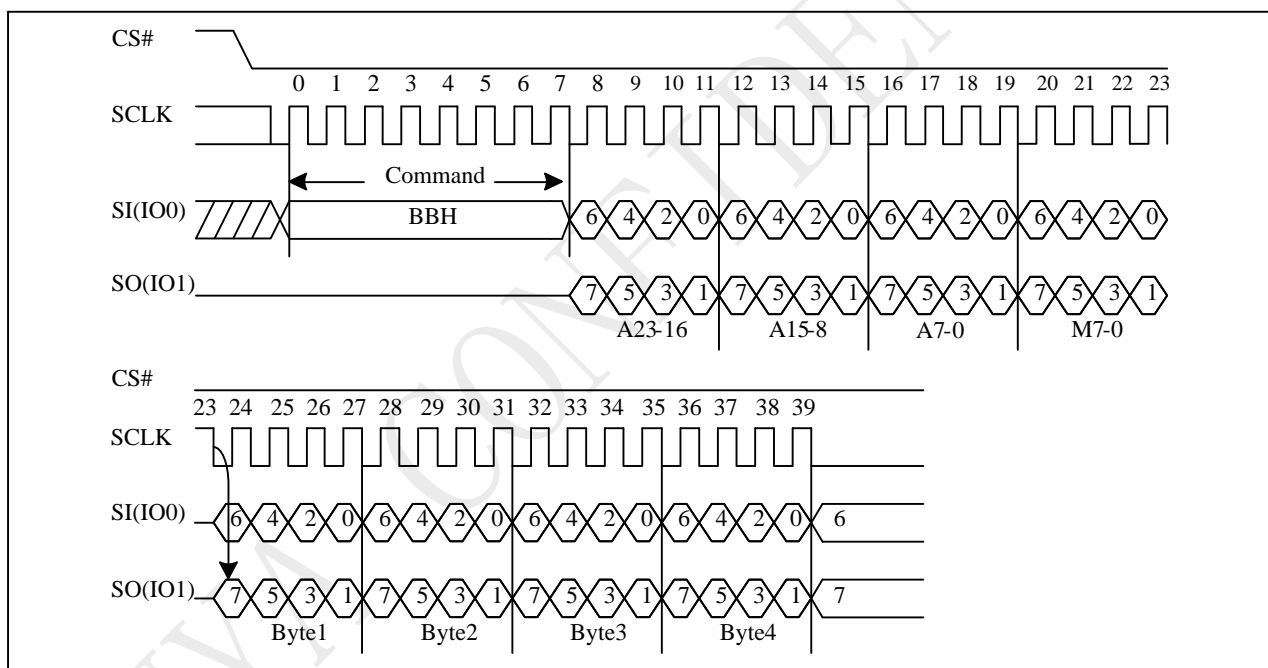 CS#
0 1 2 3 4 5 6 7 8 9 10 11 12 13 14 15 16 17 18 19 20 21 22 23
SCLK
Command
SI(IO0) BBH 6 4 2 0 6 4 2 0 6 4 2 0 6 4 2 0
SO(IO1) 7 5 3 1 7 5 3 1 7 5 3 1 7 5 3 1
A23-16 A15-8 A7-0 M7-0
CS#
23 24 25 26 27 28 29 30 31 32 33 34 35 36 37 38 39
SCLK
SI(IO0) 6 4 2 0 6 4 2 0 6 4 2 0 6 4 2 0 6
SO(IO1) 7 5 3 1 7 5 3 1 7 5 3 1 7 5 3 1 7
Byte1 Byte2 Byte3 Byte4